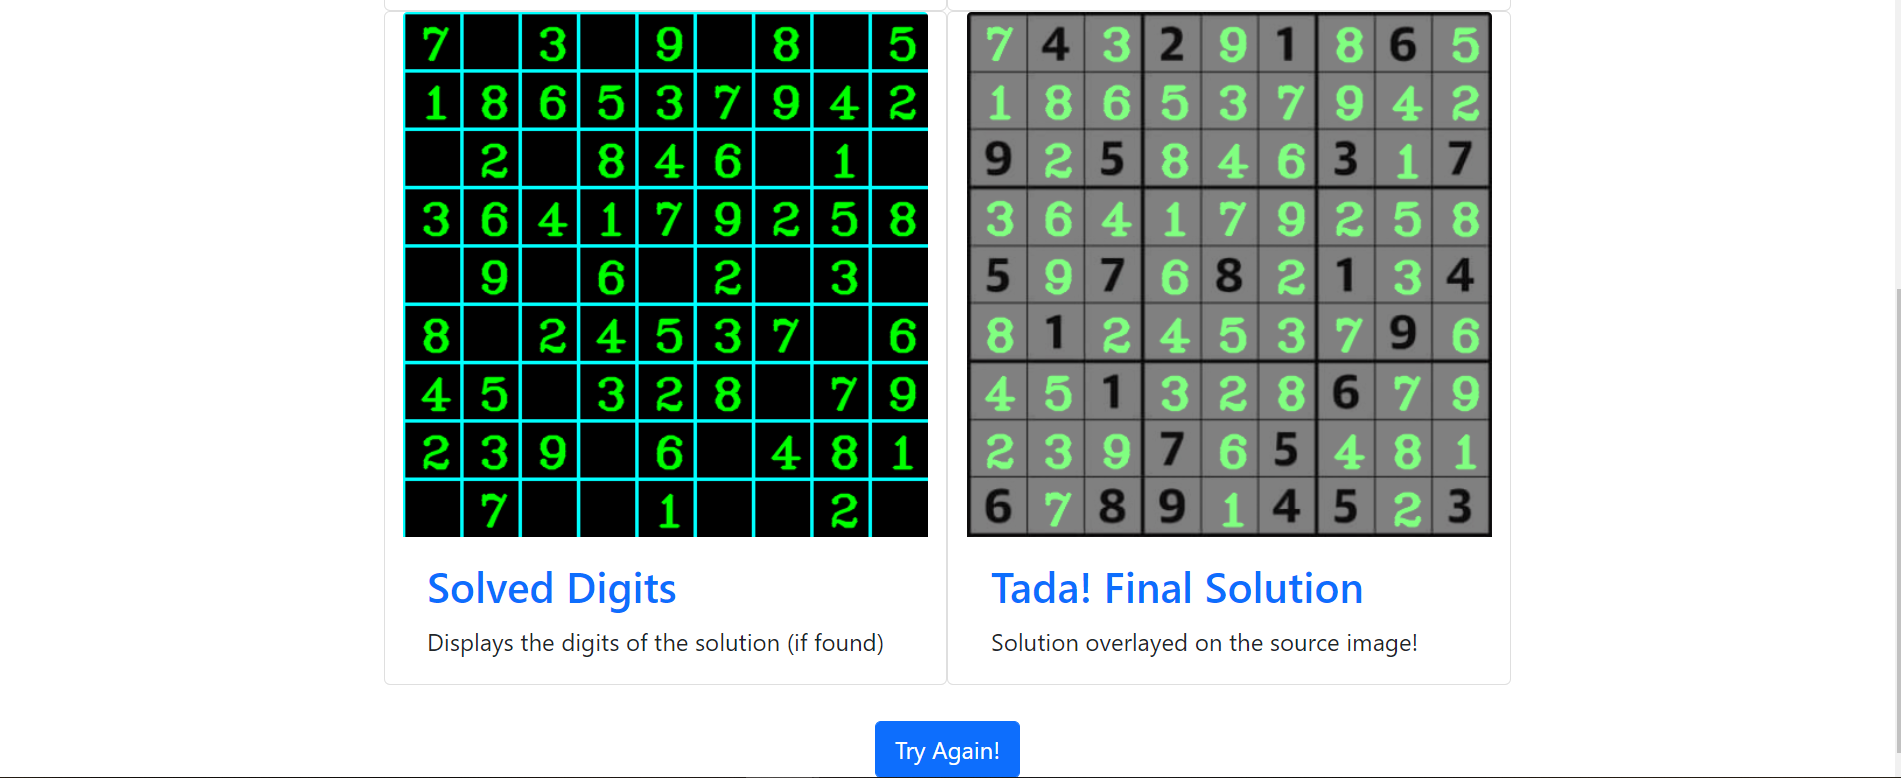 7 3 9 8 5
1 8 6 5 3 7 9 4 2
2 8 4 6 1
3 6 4 1 7 9 2 5 8
9 6 2 3
8 2 4 5 3 7 6
4 5 3 2 8 7 9
2 3 9 6 4 8 1
7 1 2
Solved Digits
Displays the digits of the solution (if found)
7 4 3 2 9 1 8 6 5
1 8 6 5 3 7 9 4 2
9 2 5 8 4 6 3 1 7
3 6 4 1 7 9 2 5 8
5 9 7 6 8 2 1 3 4
8 1 2 4 5 3 7 9 6
4 5 1 3 2 8 6 7 9
2 3 9 7 6 5 4 8 1
6 7 8 9 1 4 5 2 3
Tada! Final Solution
Solution overlayed on the source image!
Try Again!